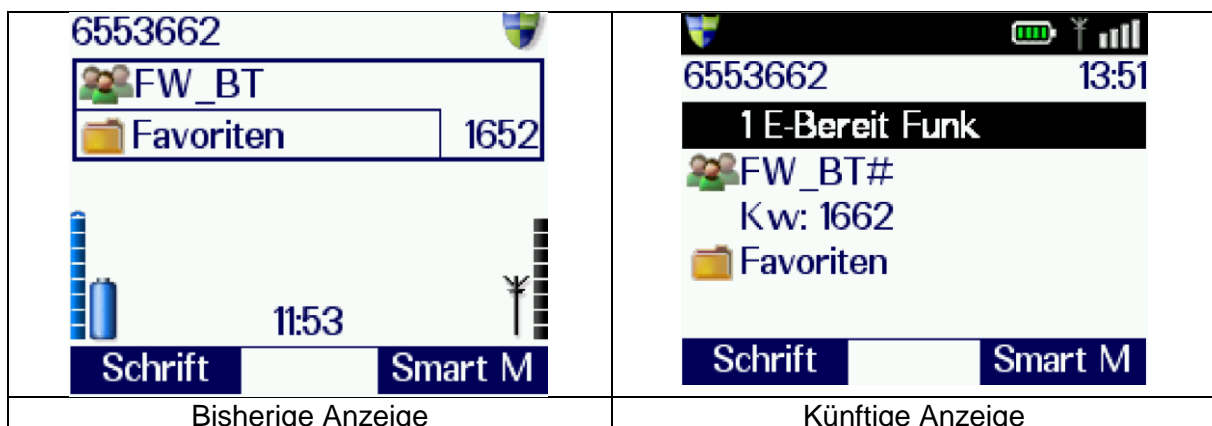 6553662
FW_BT
Favoriten 1652
11:53
Schrift Smart M
Bisherige Anzeige
6553662 13:51
1 E-Bereit Funk
FW_BT#
Kw: 1662
Favoriten
Schrift Smart M
Künftige Anzeige